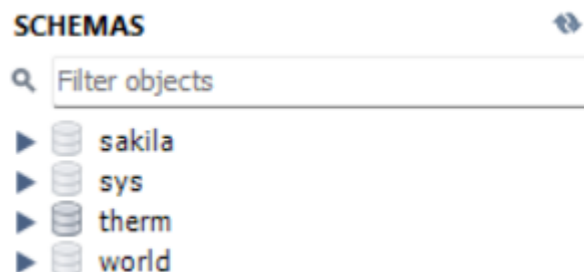 SCHEMAS
Filter objects
sakila
sys
therm
world